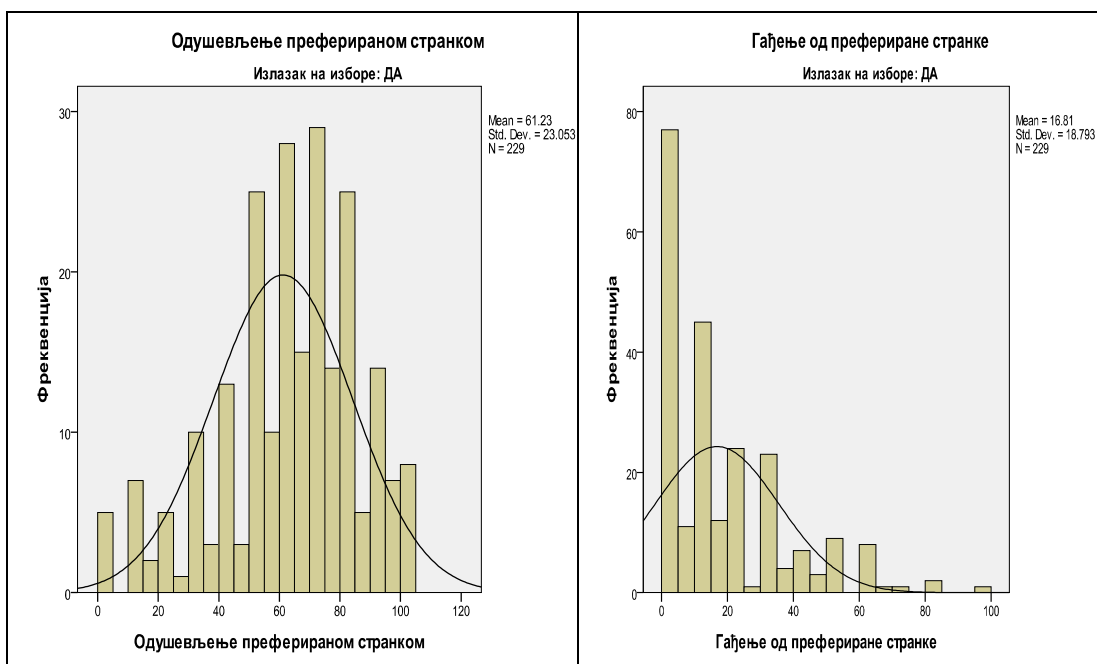 Одушевљење преферираном странком
Излазак на изборе: ДА
Mean = 61.23
Std. Dev. = 23.053
N = 229
30
20
10
0
Фреквенција
0 20 40 60 80 100 120
Одушевљење преферираном странком
Гађење од префериране странке
Излазак на изборе: ДА
Mean = 16.81
Std. Dev. = 18.793
N = 229
80
60
40
20
0
Фреквенција
0 20 40 60 80 100
Гађење од префериране странке